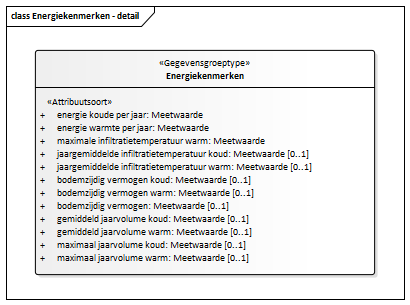 class Energiekenmerken - detail
«Gegevensgroeptype»
Energiekenmerken
«Attribuutsoort»
+ energie koude per jaar: Meetwaarde
+ energie warmte per jaar: Meetwaarde
+ maximale infiltratietemperatuur warm: Meetwaarde
+ jaargemiddelde infiltratietemperatuur koud: Meetwaarde [0..1]
+ jaargemiddelde infiltratietemperatuur warm: Meetwaarde [0..1]
+ bodemzijdig vermogen koud: Meetwaarde [0..1]
+ bodemzijdig vermogen warm: Meetwaarde [0..1]
+ bodemzijdig vermogen: Meetwaarde [0..1]
+ gemiddeld jaarvolume koud: Meetwaarde [0..1]
+ gemiddeld jaarvolume warm: Meetwaarde [0..1]
+ maximaal jaarvolume koud: Meetwaarde [0..1]
+ maximaal jaarvolume warm: Meetwaarde [0..1]